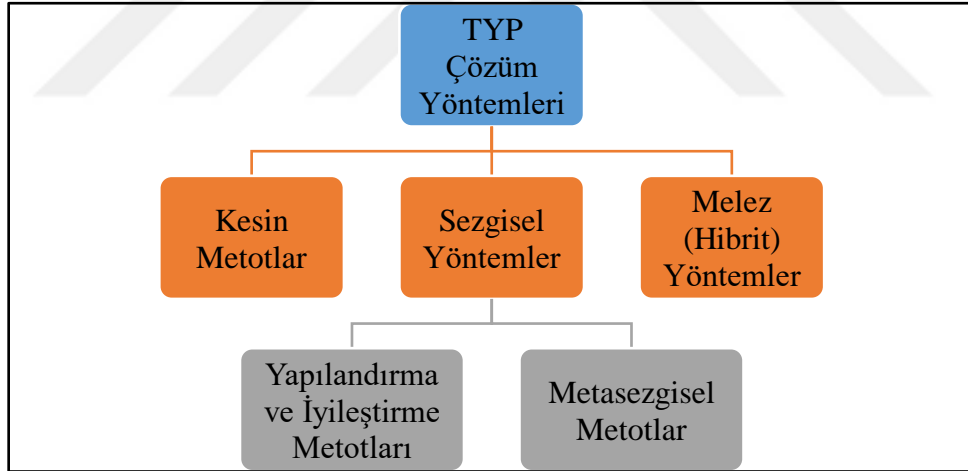 TYP
Çözüm
Yöntemleri
Kesin
Metotlar
Sezgisel
Yöntemler
Melez
(Hibrit)
Yöntemler
Yapılandırma
ve İyileştirme
Metotları
Metasezgisel
Metotlar